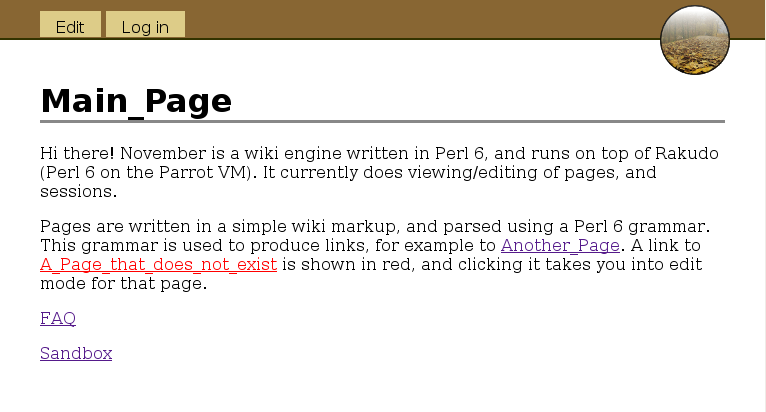 Edit Log in
Main_Page
Hi there! November is a wiki engine written in Perl 6, and runs on top of Rakudo
(Perl 6 on the Parrot VM). It currently does viewing/editing of pages, and
sessions.
Pages are written in a simple wiki markup, and parsed using a Perl 6 grammar.
This grammar is used to produce links, for example to Another_Page. A link to
A_Page_that_does_not_exist is shown in red, and clicking it takes you into edit
mode for that page.
FAQ
Sandbox